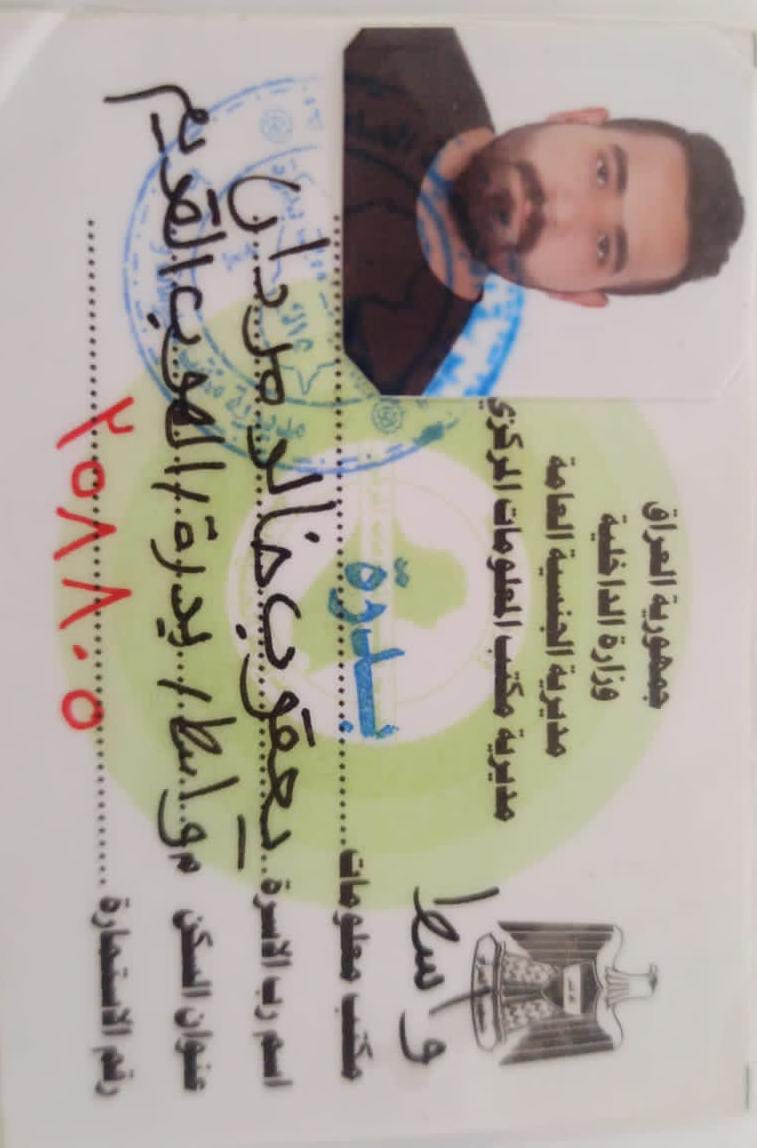 جمهورية العراق
وزارة الداخلية
مديرية الجنسية العامة
مديرية مكتب المعلومات المركزي
واسط
مكتب معلومات بدرة
اسم رب الاسرة يعقوب خالد مردان
عنوان السكن م واسط / بدرة / الهوب القديم
رقم الاستمارة ٢٥٨٨٠٥